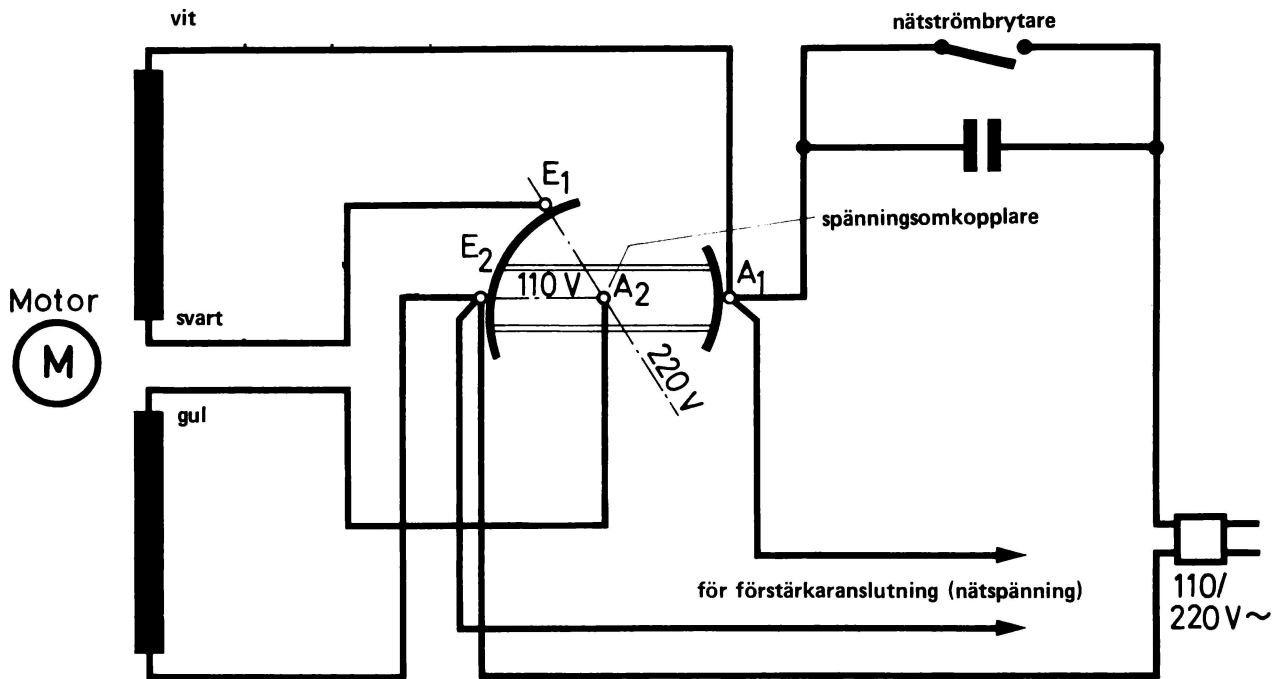 vit
nätströmbrytare
E1
spänningsomkopplare
E2
110 V
A2
A1
Motor
M
svart
220 V
gul
för förstärkaranslutning (nätspänning)
110/
220 V~